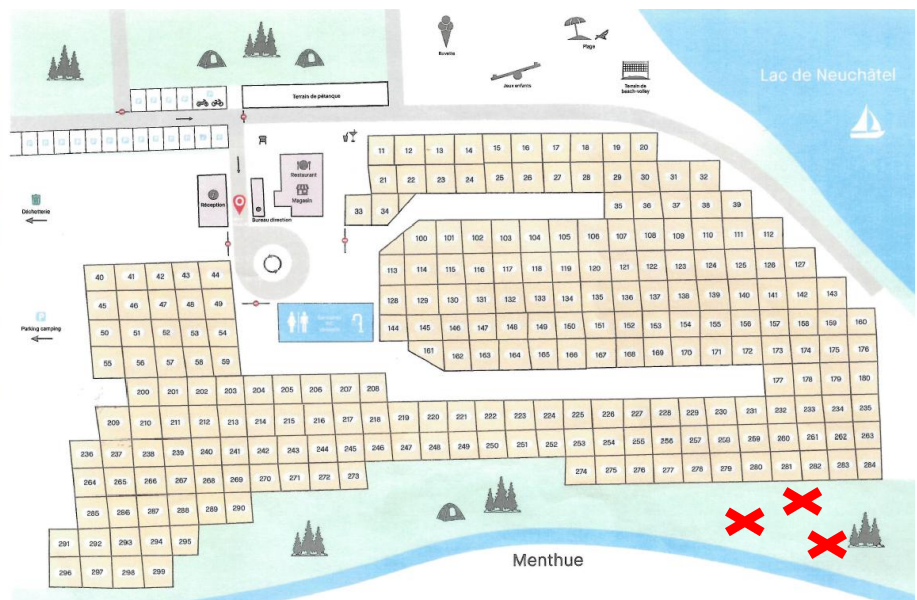 Buvette
Plage
Jeux enfants
Terrain de
beach-volley
Lac de Neuchâtel
Terrain de pétanque
Restaurant
Magasin
Réception
Bureau direction
Déchetterie
Parking camping
11 12 13 14 15 16 17 18 19 20
21 22 23 24 25 26 27 28 29 30 31 32
33 34 35 36 37 38 39
100 101 102 103 104 105 106 107 108 109 110 111 112
113 114 115 116 117 118 119 120 121 122 123 124 125 126 127
128 129 130 131 132 133 134 135 136 137 138 139 140 141 142 143
144 145 146 147 148 149 150 151 152 153 154 155 156 157 158 159 160
161 162 163 164 165 166 167 168 169 170 171 172 173 174 175 176
177 178 179 180
40 41 42 43 44
45 46 47 48 49
50 51 52 53 54
55 56 57 58 59
200 201 202 203 204 205 206 207 208
209 210 211 212 213 214 215 216 217 218 219 220 221 222 223 224 225 226 227 228 229 230 231 232 233 234 235
236 237 238 239 240 241 242 243 244 245 246 247 248 249 250 251 252 253 254 255 256 257 258 259 260 261 262 263
264 265 266 267 268 269 270 271 272 273 274 275 276 277 278 279 280 281 282 283 284
285 286 287 288 289 290
291 292 293 294 295
296 297 298 299
Menthue